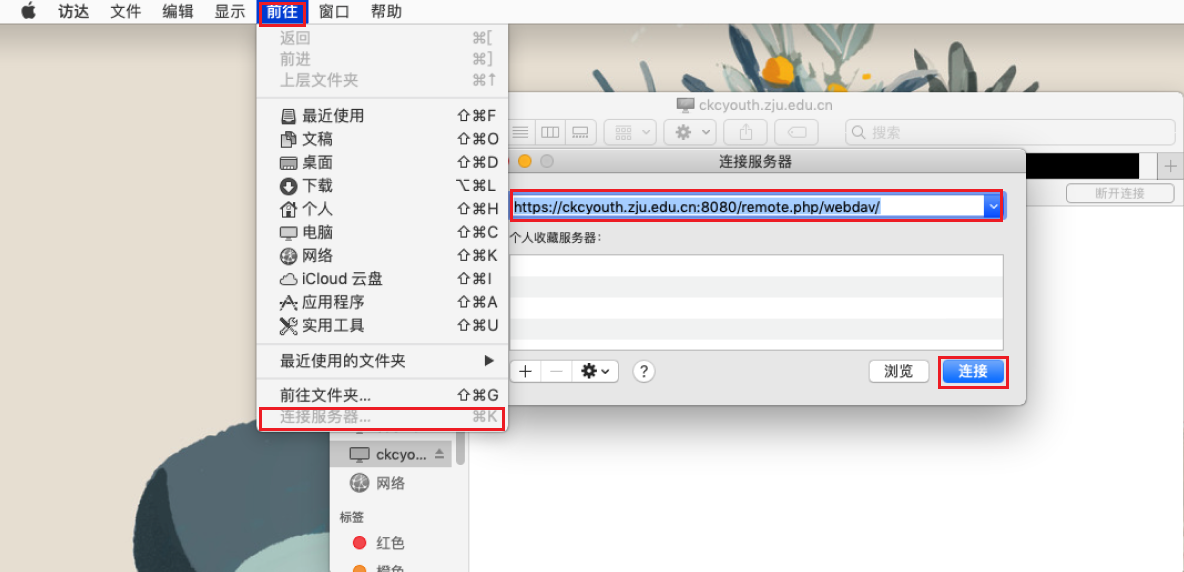 访达 文件 编辑 显示 前往 窗口 帮助
返回 ⌘[
前进 ⌘]
上层文件夹 ⌘↑
最近使用 ⇧⌘F
文稿 ⇧⌘O
桌面 ⇧⌘D
下载 ⌥⌘L
个人 ⇧⌘H
电脑 ⇧⌘C
网络 ⇧⌘K
iCloud 云盘 ⇧⌘I
应用程序 ⇧⌘A
实用工具 ⇧⌘U
最近使用的文件夹 ▶
前往文件夹... ⇧⌘G
连接服务器... ⌘K
ckcyouth.zju.edu.cn
搜索
断开连接
连接服务器
https://ckcyouth.zju.edu.cn:8080/remote.php/webdav/
个人收藏服务器：
+ − ?
浏览 连接
ckcyo...
网络
标签
红色
橙色